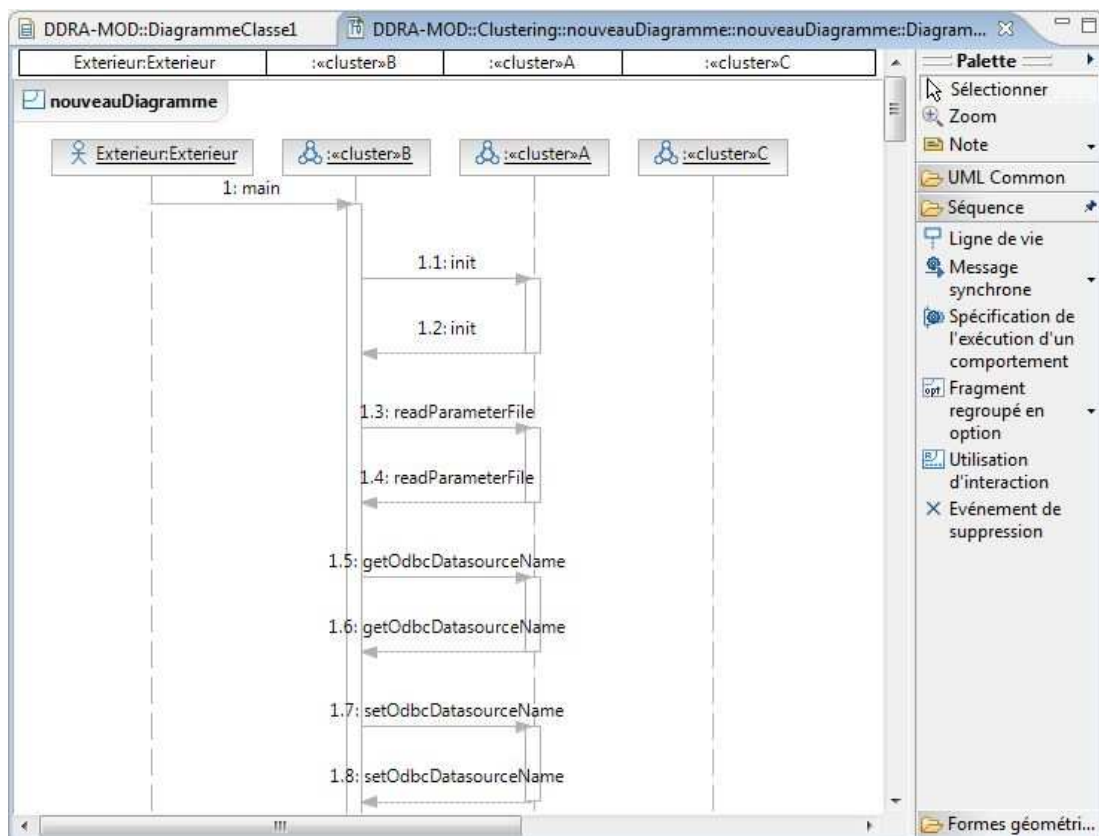 DDRA-MOD::DiagrammeClasse1
DDRA-MOD::Clustering::nouveauDiagramme::nouveauDiagramme::Diagram...
Exterieur:Exterieur
:«cluster»B
:«cluster»A
:«cluster»C
nouveauDiagramme
Exterieur:Exterieur
:«cluster»B
:«cluster»A
:«cluster»C
1: main
1.1: init
1.2: init
1.3: readParameterFile
1.4: readParameterFile
1.5: getOdbcDatasourceName
1.6: getOdbcDatasourceName
1.7: setOdbcDatasourceName
1.8: setOdbcDatasourceName
Palette
Sélectionner
Zoom
Note
UML Common
Séquence
Ligne de vie
Message
synchrone
Spécification de
l'exécution d'un
comportement
opt
Fragment
regroupé en
option
Utilisation
d'interaction
Evénement de
suppression
Formes géométri...